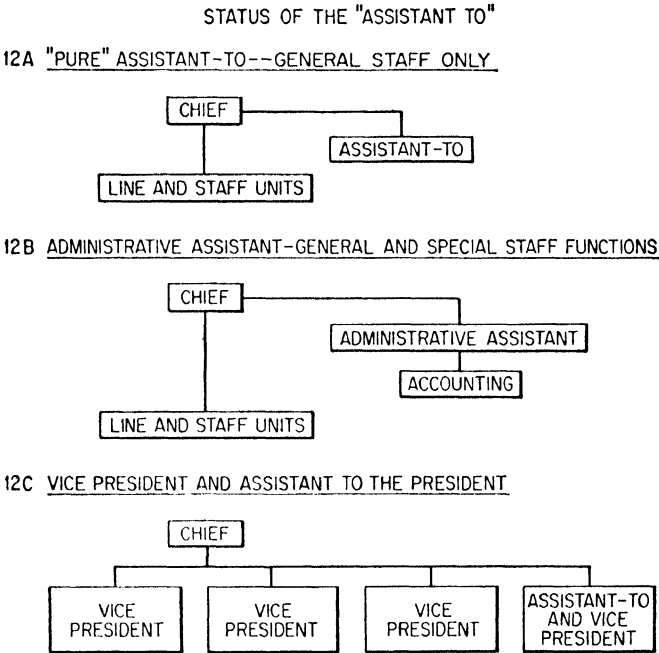 STATUS OF THE "ASSISTANT TO"
12A "PURE" ASSISTANT-TO--GENERAL STAFF ONLY
CHIEF
ASSISTANT-TO
LINE AND STAFF UNITS
12B ADMINISTRATIVE ASSISTANT-GENERAL AND SPECIAL STAFF FUNCTIONS
CHIEF
ADMINISTRATIVE ASSISTANT
ACCOUNTING
LINE AND STAFF UNITS
12C VICE PRESIDENT AND ASSISTANT TO THE PRESIDENT
CHIEF
VICE
PRESIDENT
VICE
PRESIDENT
VICE
PRESIDENT
ASSISTANT-TO
AND VICE
PRESIDENT